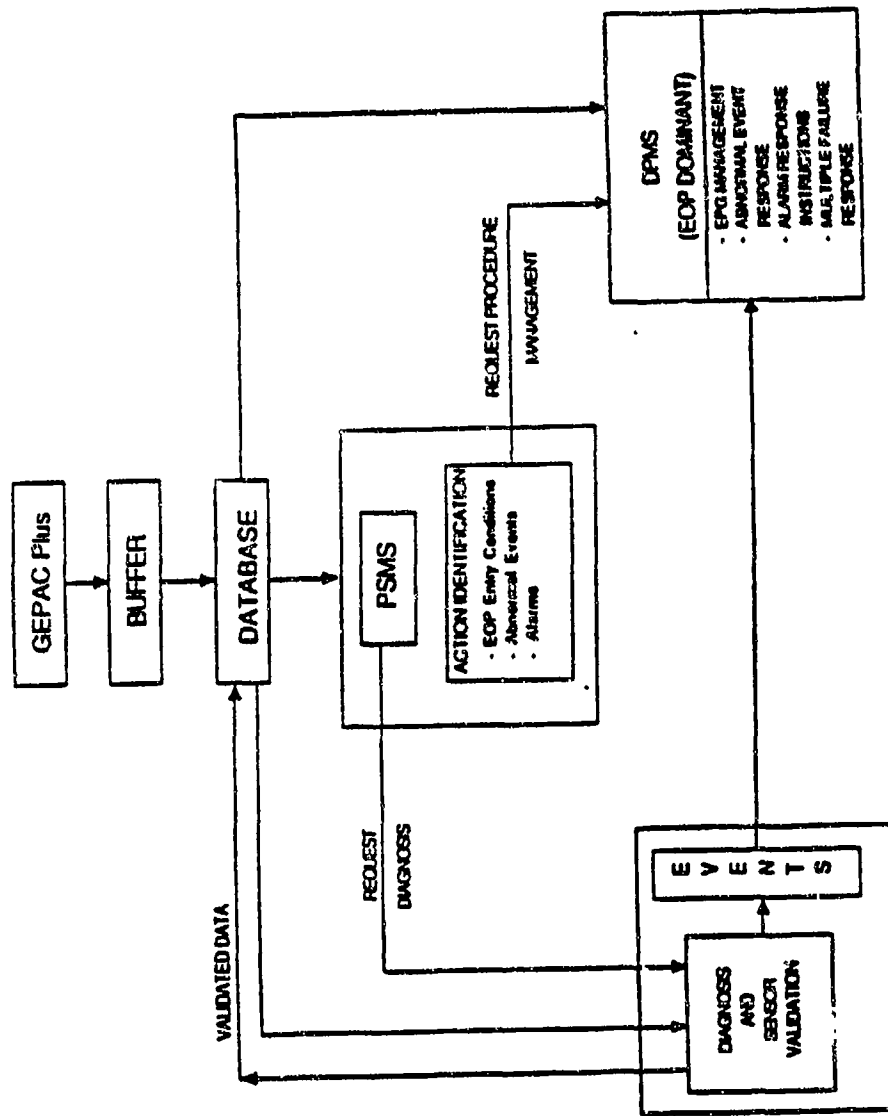 GEPAC Plus
BUFFER
DATABASE
VALIDATED DATA
PSMS
REQUEST
DIAGNOSIS
ACTION IDENTIFICATION
- EOP Entry Conditions
- Abnormal Events
- Alarms
REQUEST PROCEDURE
MANAGEMENT
DIAGNOSIS
AND
SENSOR
VALIDATION
E
V
E
N
T
S
DPMS
(EOP DOMINANT)
- EPG MANAGEMENT
- ABNORMAL EVENT
RESPONSE
- ALARM RESPONSE
INSTRUCTIONS
- MULTIPLE FAILURE
RESPONSE